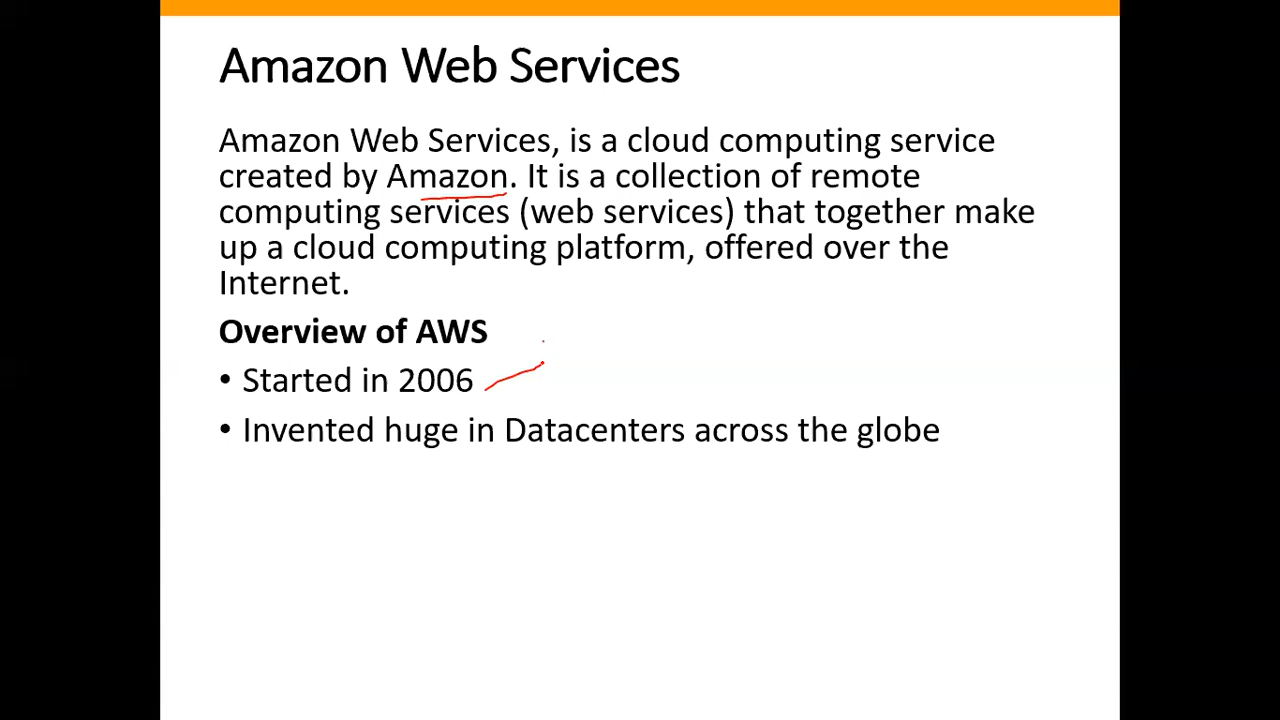 Amazon Web Services
Amazon Web Services, is a cloud computing service
created by Amazon. It is a collection of remote
computing services (web services) that together make
up a cloud computing platform, offered over the
Internet.
Overview of AWS
• Started in 2006
• Invented huge in Datacenters across the globe